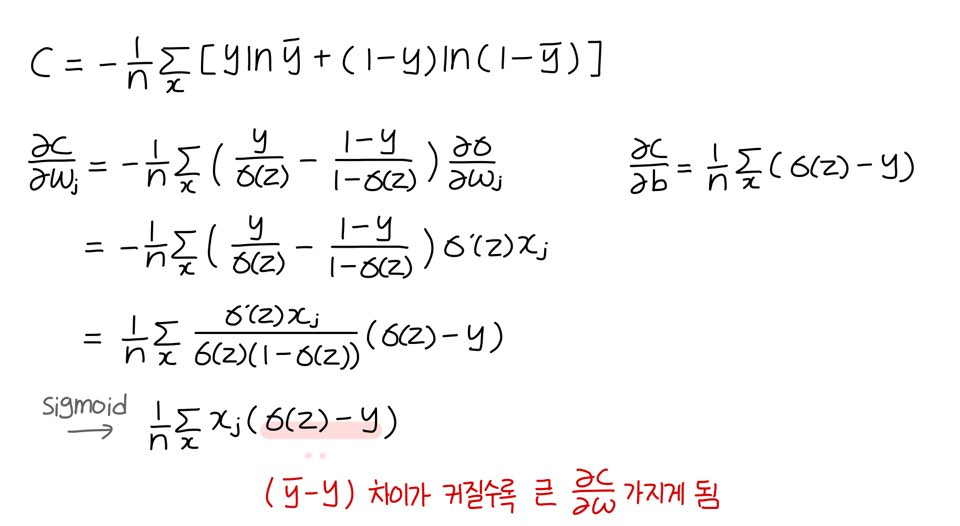 C = -1/n Σ_x [y ln ȳ + (1-y) ln(1-ȳ)]
∂C/∂w_j = -1/n Σ_x (y/σ(z) - (1-y)/(1-σ(z))) ∂σ/∂w_j
= -1/n Σ_x (y/σ(z) - (1-y)/(1-σ(z))) σ'(z)x_j
= 1/n Σ_x σ'(z)x_j/(σ(z)(1-σ(z))) (σ(z)-y)
sigmoid → 1/n Σ_x x_j(σ(z)-y)
(ȳ-y) 차이가 커질수록 큰 ∂C/∂w 가지게 됨
∂C/∂b = 1/n Σ_x (σ(z)-y)